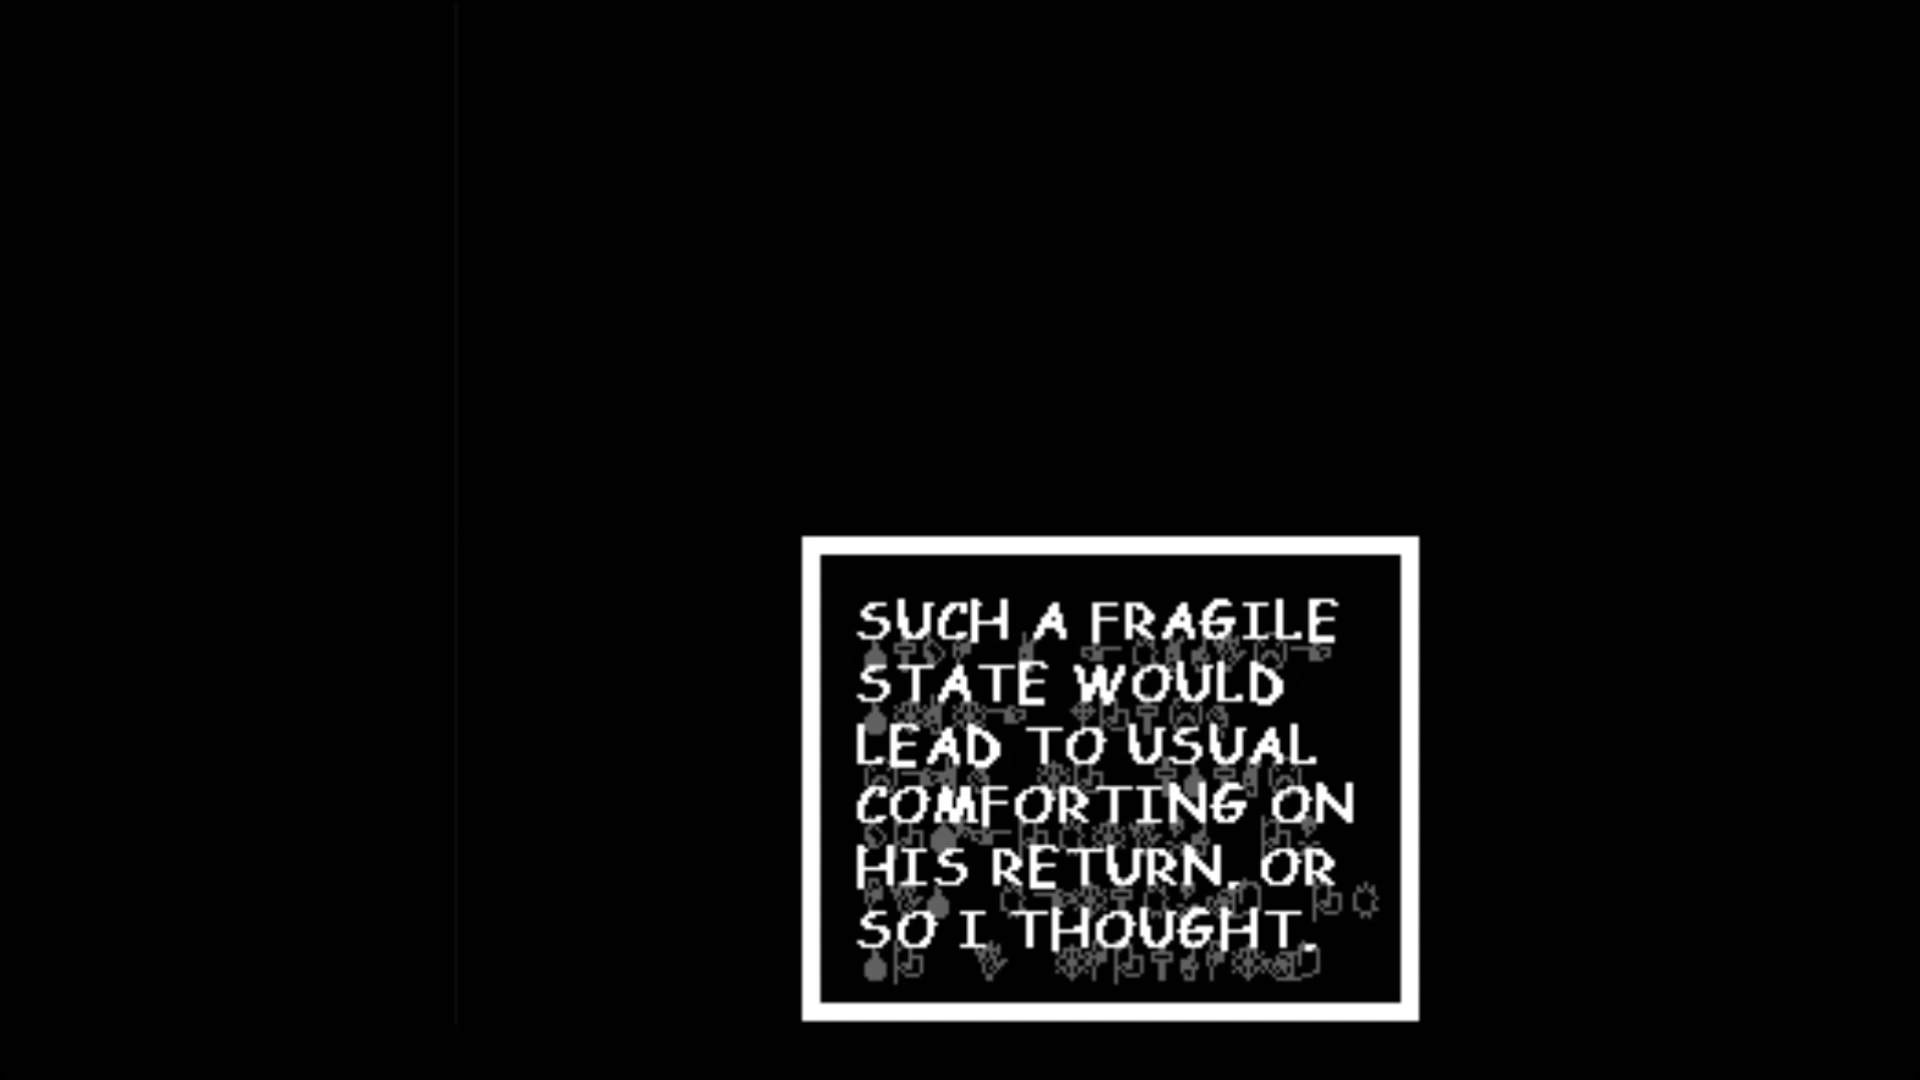 SUCH A FRAGILE
STATE WOULD
LEAD TO USUAL
COMFORTING ON
HIS RETURN, OR
SO I THOUGHT.